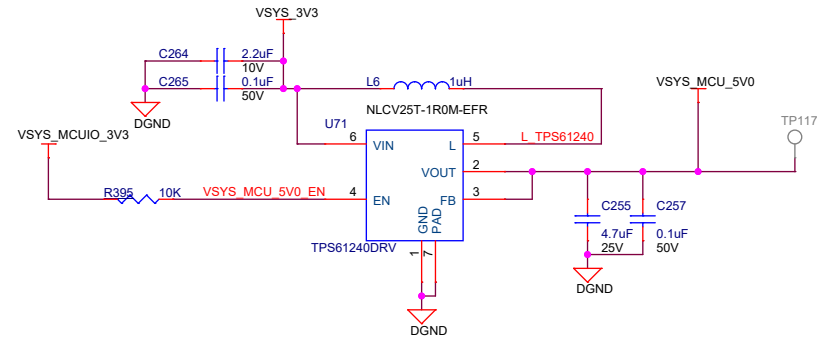 VSYS_3V3
C264 2.2uF
10V
C265 0.1uF
50V
DGND
L6 1uH
NLCV25T-1R0M-EFR
VSYS_MCU_5V0
TP117
VSYS_MCUIO_3V3
U71
6 VIN L 5 L_TPS61240
VOUT 2
R395 10K VSYS_MCU_5V0_EN 4 EN FB 3
GND
PAD
TPS61240DRV
1
7
DGND
C255
4.7uF
25V
C257
0.1uF
50V
DGND